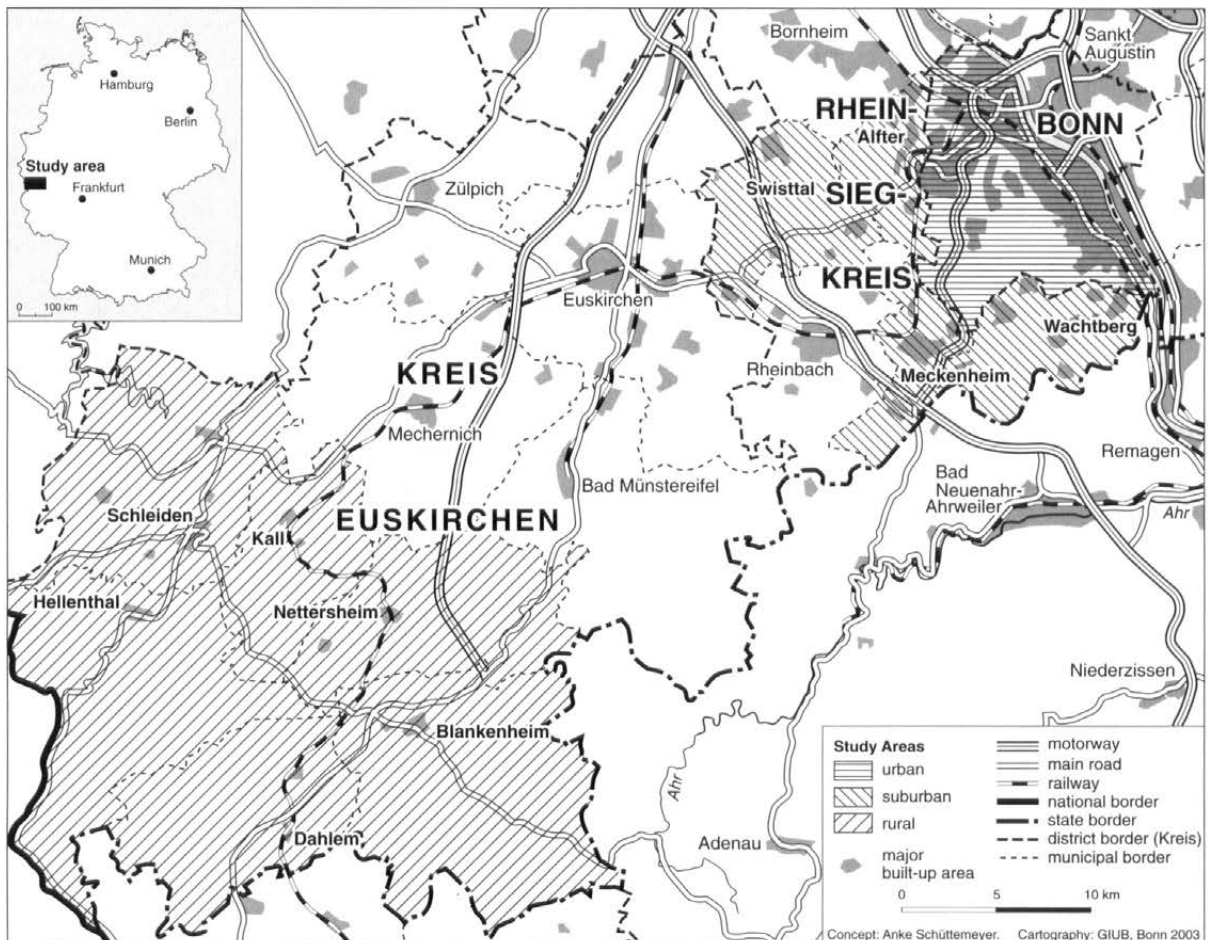 Hamburg
Berlin
Study area
Frankfurt
Munich
0 100 km
Bornheim
Sankt
Augustin
RHEIN-
Alfter
BONN
Zülpich
Swisttal
SIEG-
Euskirchen
KREIS
Wachtberg
KREIS
Rheinbach
Meckenheim
Mechernich
Remagen
Bad Münstereifel
Bad
Neuenahr-
Ahrweiler
Ahr
Schleiden
EUSKIRCHEN
Kall
Hellenthal
Nettersheim
Niederzissen
Blankenheim
Ahr
Dahlem
Adenau
Study Areas
urban
suburban
rural
major
built-up area
motorway
main road
railway
national border
state border
district border (Kreis)
municipal border
0 5 10 km
Concept: Anke Schüttemeyer. Cartography: GIUB, Bonn 2003